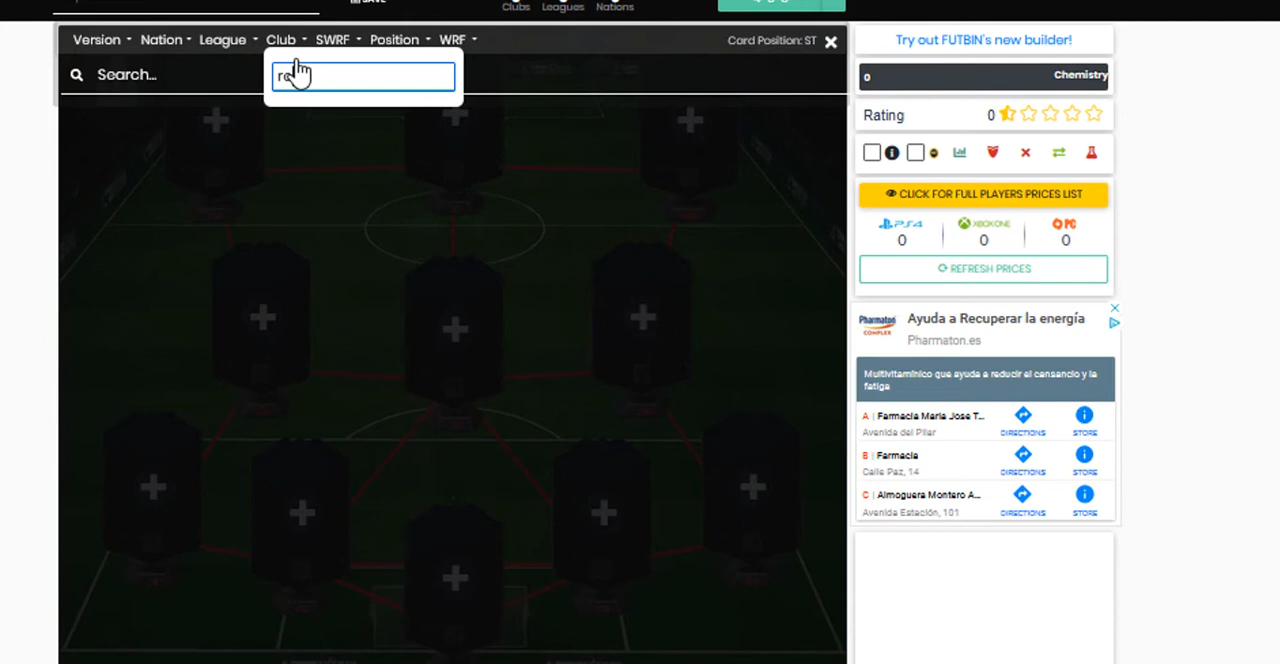 SAVE
Clubs Leagues Nations
Version Nation League Club SWRF Position WRF Card Position: ST
Search...
Try out FUTBIN's new builder!
0 Chemistry
Rating 0
CLICK FOR FULL PLAYERS PRICES LIST
PS4 XBOX ONE PC
0 0 0
REFRESH PRICES
Pharmaton COMPLEX
Ayuda a Recuperar la energía
Pharmaton.es
Multivitamínico que ayuda a reducir el cansancio y la fatiga
A | Farmacia Maria Jose T... DIRECTIONS STORE
Avenida del Pilar
B | Farmacia DIRECTIONS STORE
Calle Paz, 14
C | Almoguera Montero A... DIRECTIONS STORE
Avenida Estación, 101